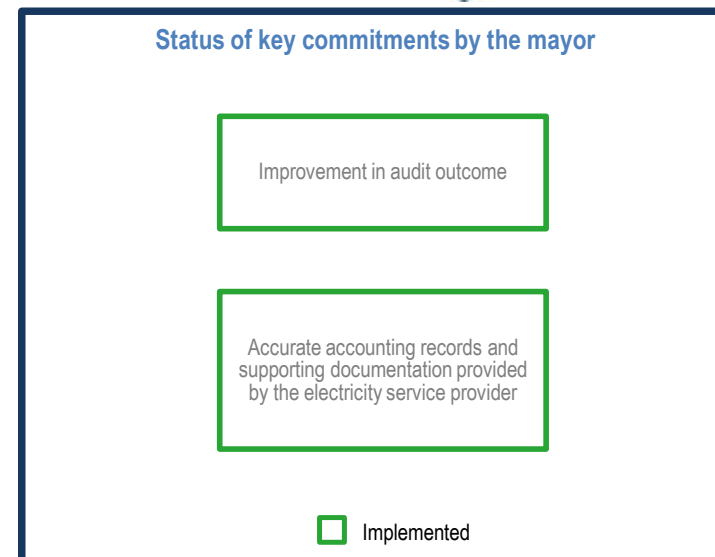 Status of key commitments by the mayor
Improvement in audit outcome
Accurate accounting records and
supporting documentation provided
by the electricity service provider
Implemented